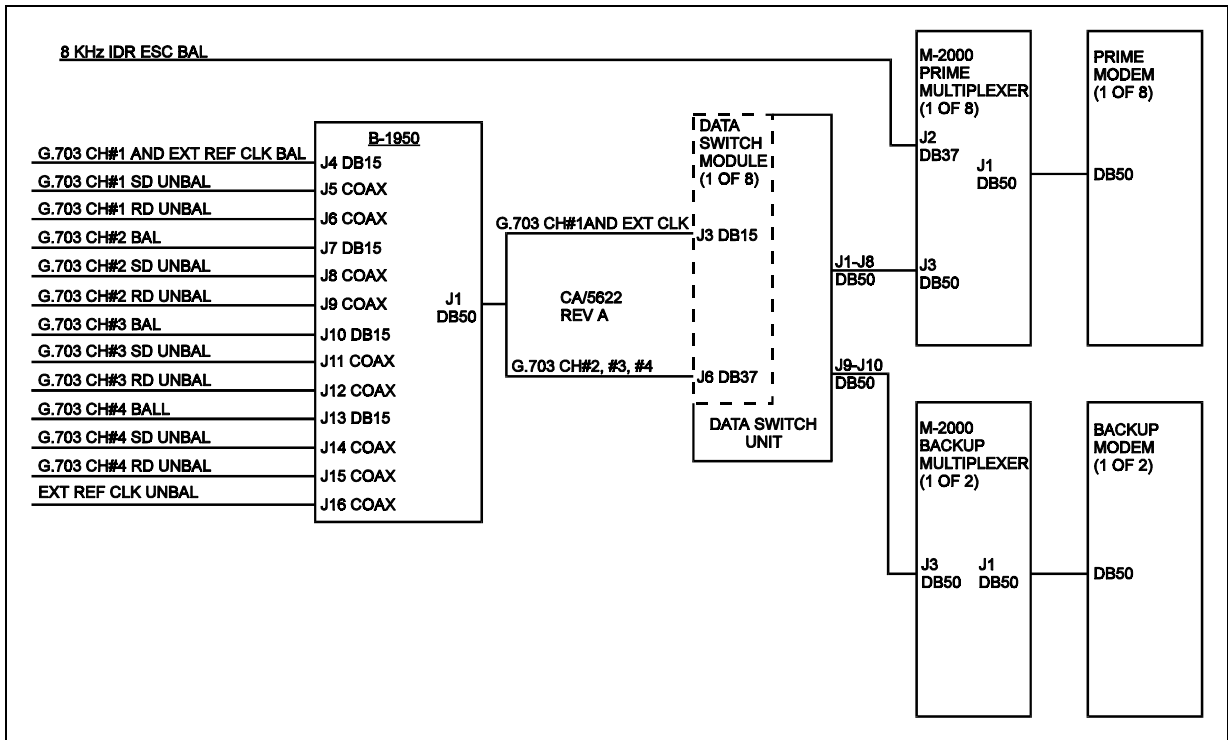 8 KHz IDR ESC BAL
B-1950
G.703 CH#1 AND EXT REF CLK BAL
J4 DB15
G.703 CH#1 SD UNBAL
J5 COAX
G.703 CH#1 RD UNBAL
J6 COAX
G.703 CH#2 BAL
J7 DB15
G.703 CH#2 SD UNBAL
J8 COAX
G.703 CH#2 RD UNBAL
J9 COAX
G.703 CH#3 BAL
J10 DB15
G.703 CH#3 SD UNBAL
J11 COAX
G.703 CH#3 RD UNBAL
J12 COAX
G.703 CH#4 BALL
J13 DB15
G.703 CH#4 SD UNBAL
J14 COAX
G.703 CH#4 RD UNBAL
J15 COAX
EXT REF CLK UNBAL
J16 COAX
J1
DB50
G.703 CH#1AND EXT CLK
CA/5622
REV A
G.703 CH#2, #3, #4
DATA
SWITCH
MODULE
(1 OF 8)
J3 DB15
J6 DB37
DATA SWITCH
UNIT
J1-J8
DB50
J9-J10
DB50
M-2000
PRIME
MULTIPLEXER
(1 OF 8)
J2
DB37
J1
DB50
J3
DB50
PRIME
MODEM
(1 OF 8)
DB50
M-2000
BACKUP
MULTIPLEXER
(1 OF 2)
J3
DB50
J1
DB50
BACKUP
MODEM
(1 OF 2)
DB50